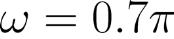 ω = 0.7π